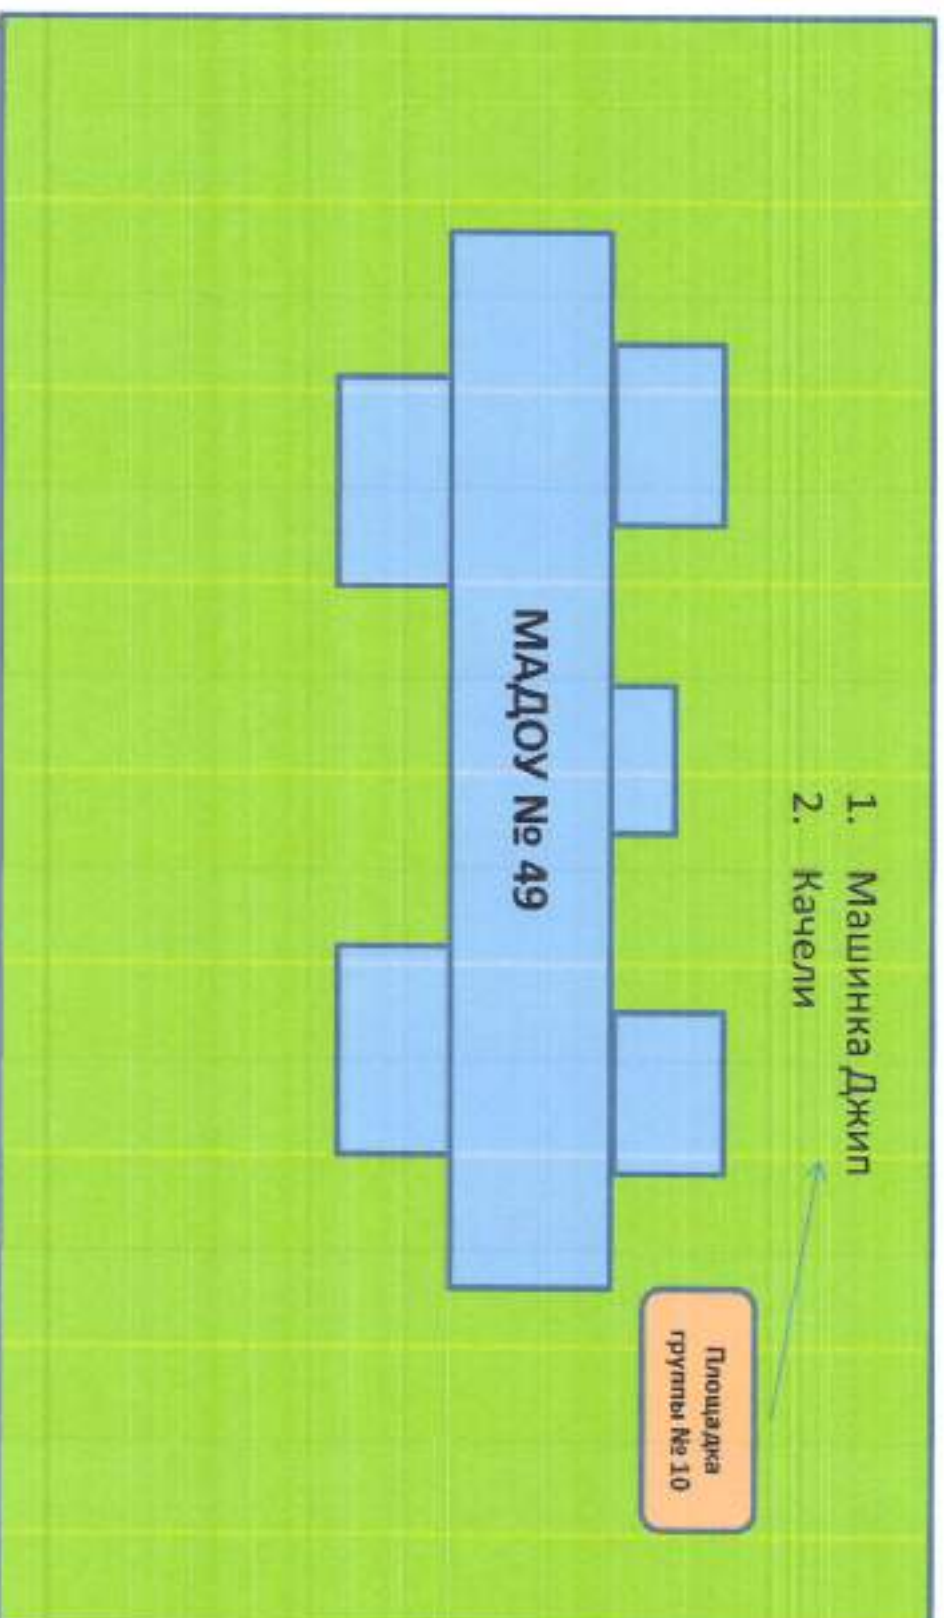 1. Машинка Джип
2. Качели
МАДОУ № 49
Площадка
группы № 10